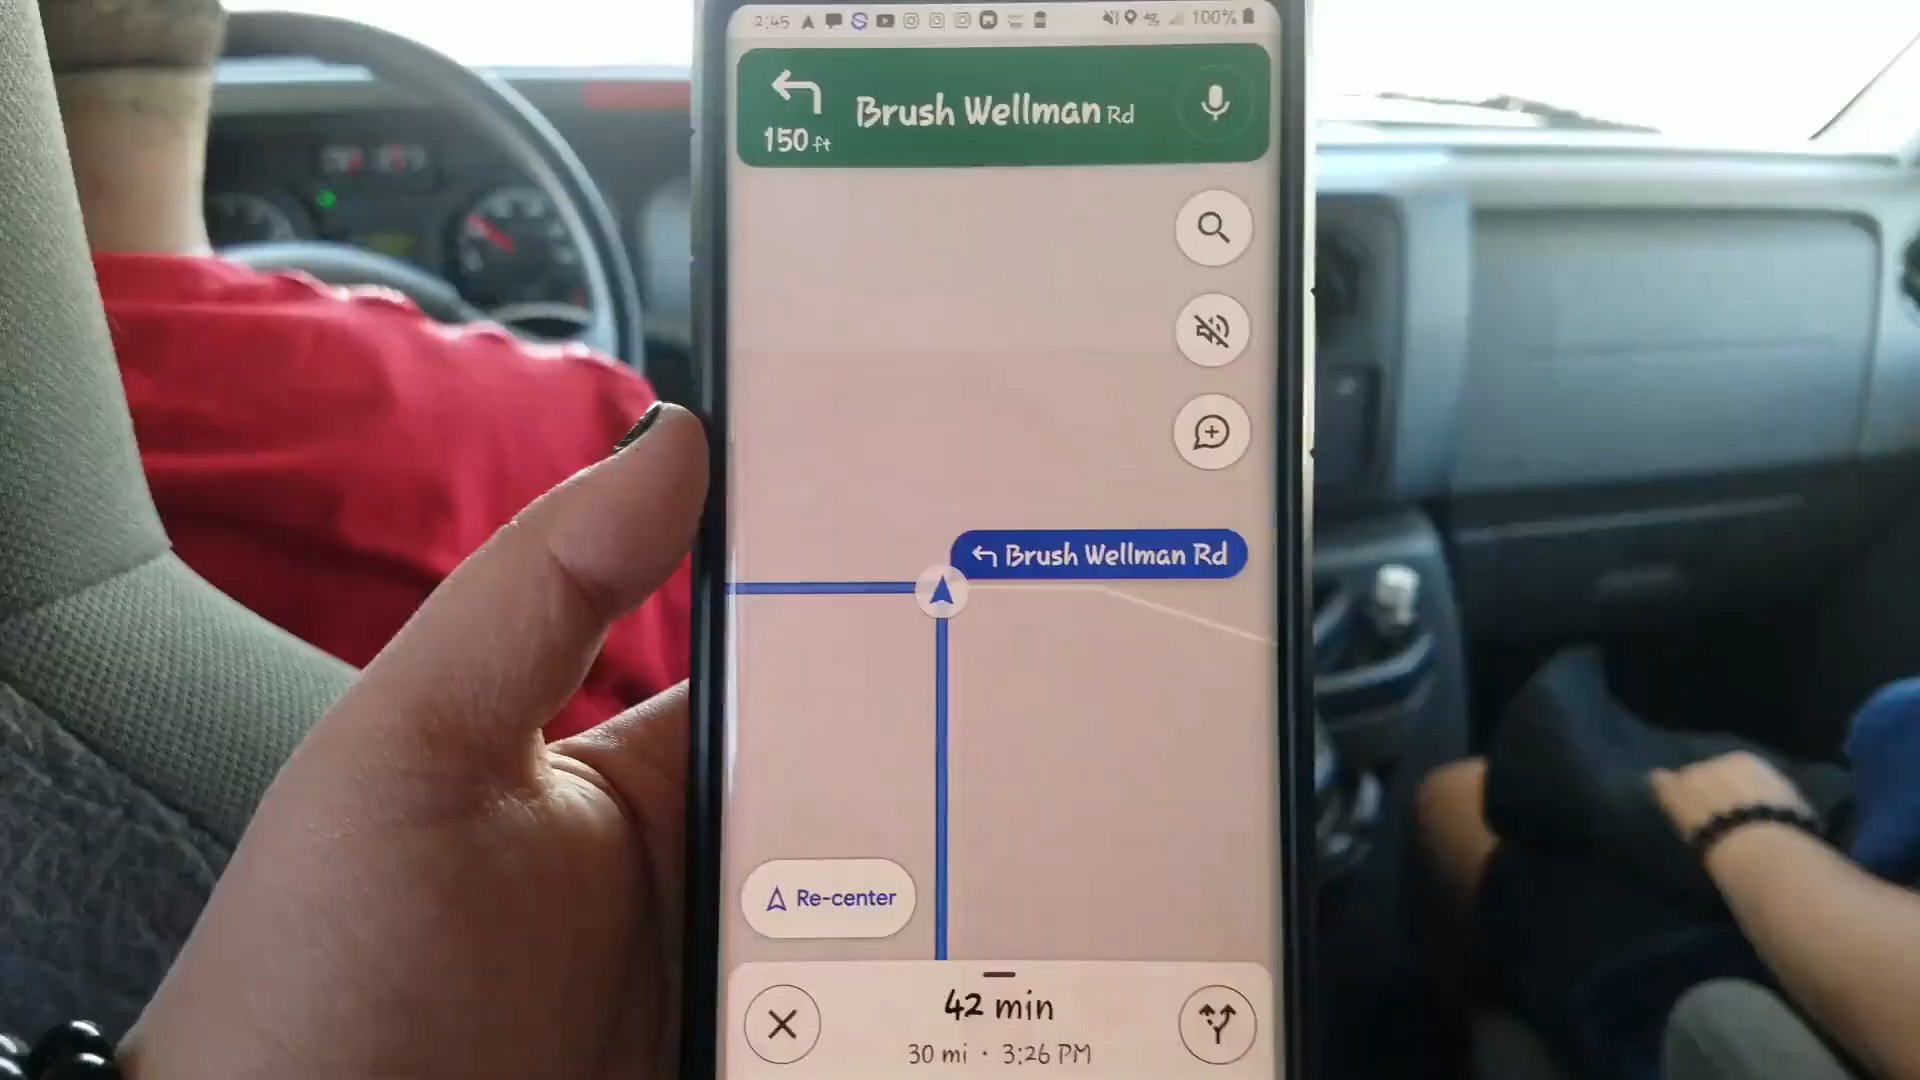 2:45
100%
Brush Wellman Rd
150 ft
Brush Wellman Rd
Re-center
42 min
30 mi · 3:26 PM